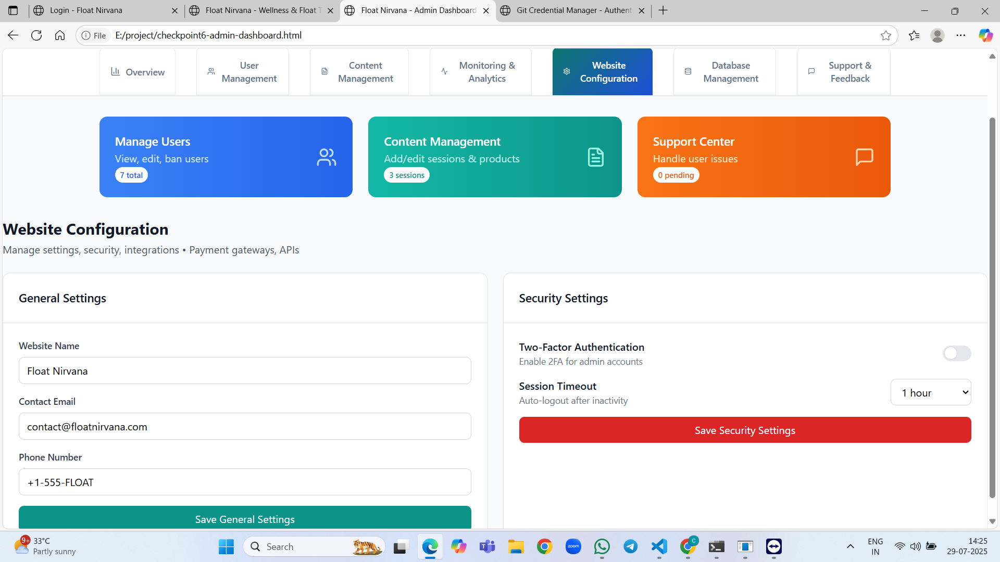 Login - Float Nirvana
Float Nirvana - Wellness & Float T
Float Nirvana - Admin Dashboard
Git Credential Manager - Authent
File
E:/project/checkpoint6-admin-dashboard.html
Overview
User
Management
Content
Management
Monitoring &
Analytics
Website
Configuration
Database
Management
Support &
Feedback
Manage Users
View, edit, ban users
7 total
Content Management
Add/edit sessions & products
3 sessions
Support Center
Handle user issues
0 pending
Website Configuration
Manage settings, security, integrations • Payment gateways, APIs
General Settings
Website Name
Float Nirvana
Contact Email
contact@floatnirvana.com
Phone Number
+1-555-FLOAT
Save General Settings
Security Settings
Two-Factor Authentication
Enable 2FA for admin accounts
Session Timeout
Auto-logout after inactivity
1 hour
Save Security Settings
9+
33°C
Partly sunny
Search
zoom
C
ENG
IN
14:25
29-07-2025